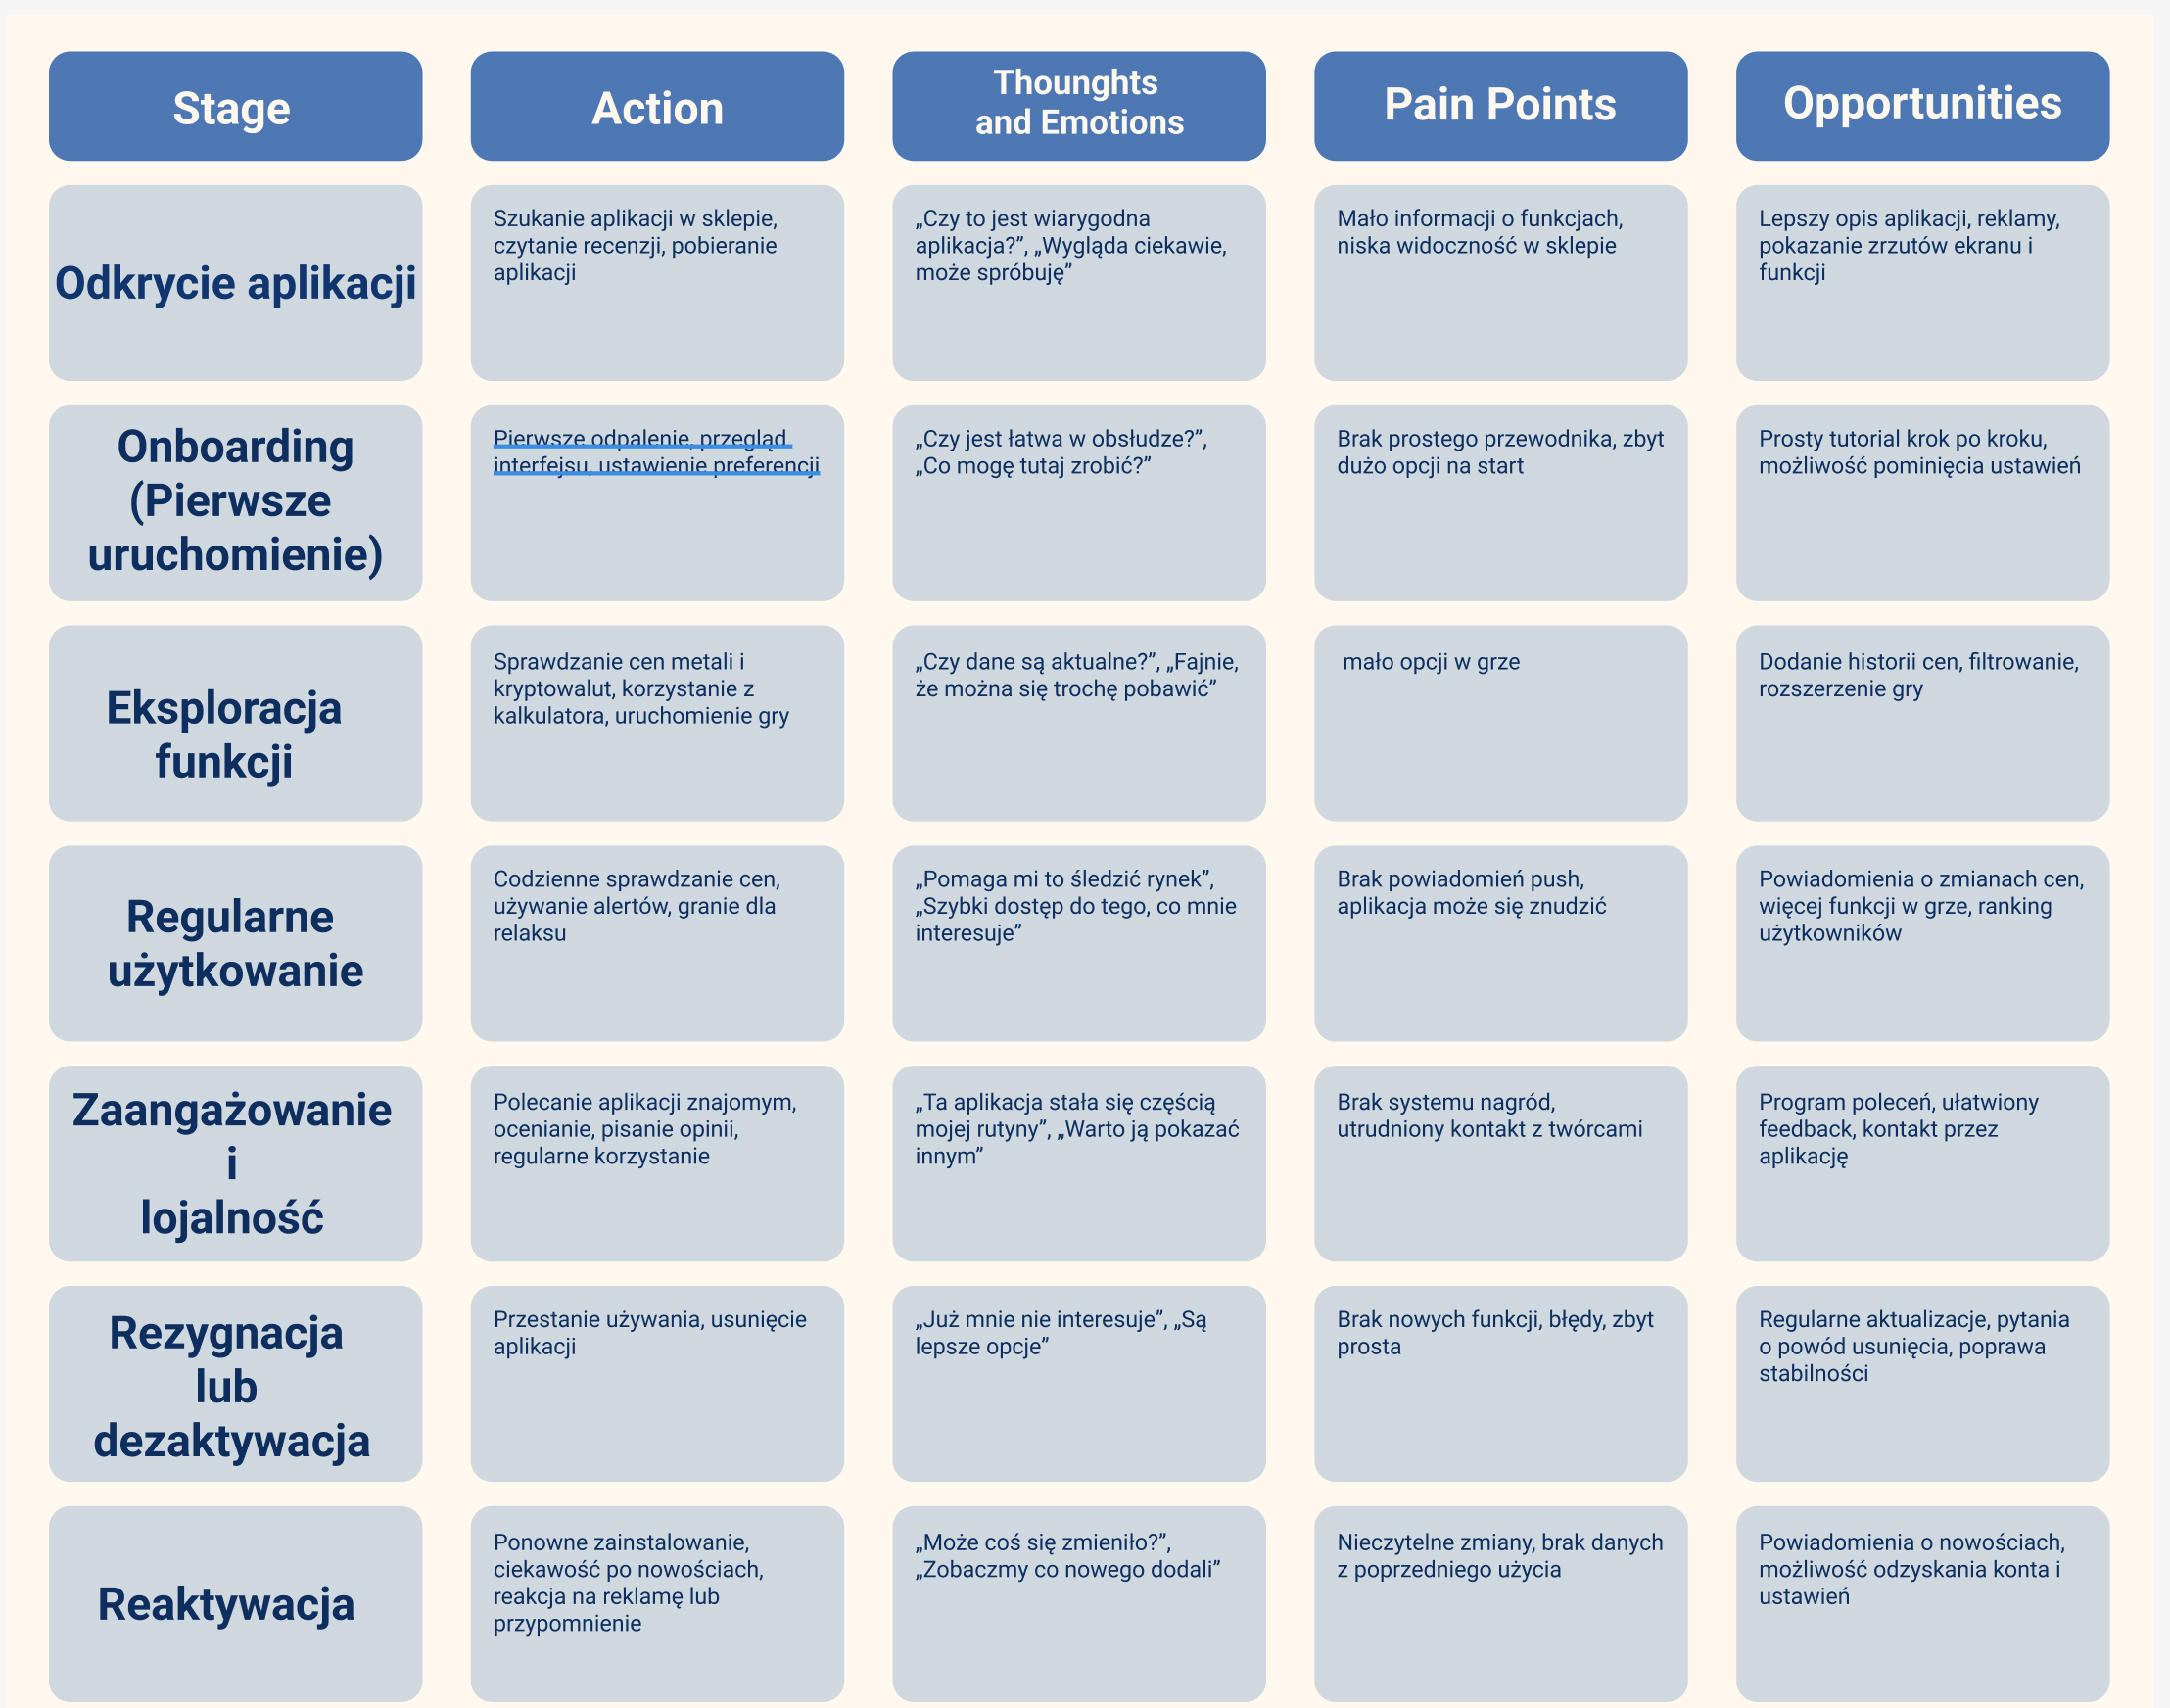 Stage
Action
Thounghts
and Emotions
Pain Points
Opportunities
Odkrycie aplikacji
Szukanie aplikacji w sklepie,
czytanie recenzji, pobieranie
aplikacji
„Czy to jest wiarygodna
aplikacja?”, „Wygląda ciekawie,
może spróbuję”
Mało informacji o funkcjach,
niska widoczność w sklepie
Lepszy opis aplikacji, reklamy,
pokazanie zrzutów ekranu i
funkcji
Onboarding
(Pierwsze
uruchomienie)
Pierwsze odpalenie, przegląd
interfejsu, ustawienie preferencji
„Czy jest łatwa w obsłudze?”,
„Co mogę tutaj zrobić?”
Brak prostego przewodnika, zbyt
dużo opcji na start
Prosty tutorial krok po kroku,
możliwość pominięcia ustawień
Eksploracja
funkcji
Sprawdzanie cen metali i
kryptowalut, korzystanie z
kalkulatora, uruchomienie gry
„Czy dane są aktualne?”, „Fajnie,
że można się trochę pobawić”
mało opcji w grze
Dodanie historii cen, filtrowanie,
rozszerzenie gry
Regularne
użytkowanie
Codzienne sprawdzanie cen,
używanie alertów, granie dla
relaksu
„Pomaga mi to śledzić rynek”,
„Szybki dostęp do tego, co mnie
interesuje”
Brak powiadomień push,
aplikacja może się znudzić
Powiadomienia o zmianach cen,
więcej funkcji w grze, ranking
użytkowników
Zaangażowanie
i
lojalność
Polecanie aplikacji znajomym,
ocenianie, pisanie opinii,
regularne korzystanie
„Ta aplikacja stała się częścią
mojej rutyny”, „Warto ją pokazać
innym”
Brak systemu nagród,
utrudniony kontakt z twórcami
Program poleceń, ułatwiony
feedback, kontakt przez
aplikację
Rezygnacja
lub
dezaktywacja
Przestanie używania, usunięcie
aplikacji
„Już mnie nie interesuje”, „Są
lepsze opcje”
Brak nowych funkcji, błędy, zbyt
prosta
Regularne aktualizacje, pytania
o powód usunięcia, poprawa
stabilności
Reaktywacja
Ponowne zainstalowanie,
ciekawość po nowościach,
reakcja na reklamę lub
przypomnienie
„Może coś się zmieniło?”,
„Zobaczmy co nowego dodali”
Nieczytelne zmiany, brak danych
z poprzedniego użycia
Powiadomienia o nowościach,
możliwość odzyskania konta i
ustawień